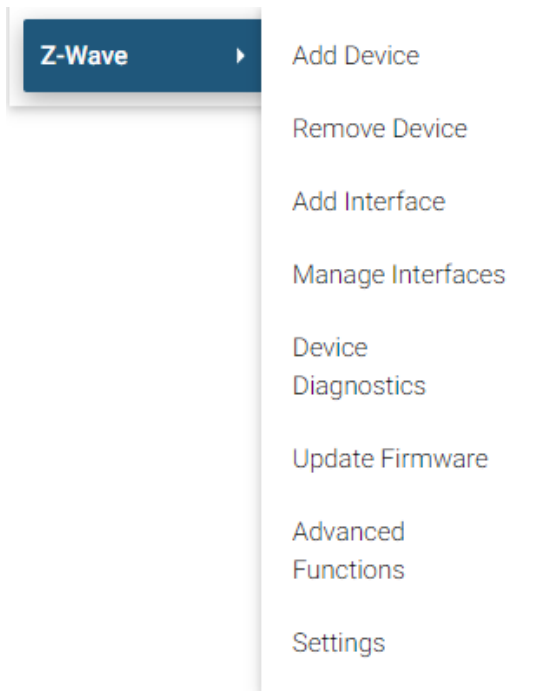 Z-Wave
Add Device
Remove Device
Add Interface
Manage Interfaces
Device
Diagnostics
Update Firmware
Advanced
Functions
Settings